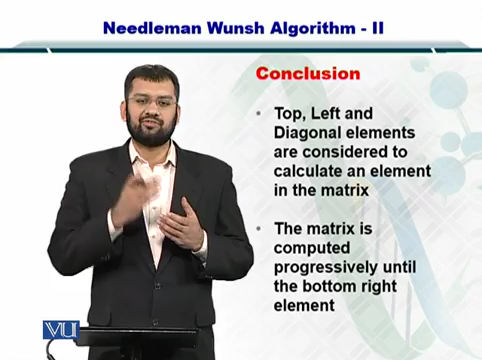 Needleman Wunsh Algorithm - II
Conclusion
• Top, Left and
Diagonal elements
are considered to
calculate an element
in the matrix
• The matrix is
computed
progressively until
the bottom right
element
VU